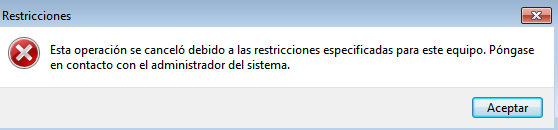 Restricciones
Esta operación se canceló debido a las restricciones especificadas para este equipo. Póngase
en contacto con el administrador del sistema.
Aceptar